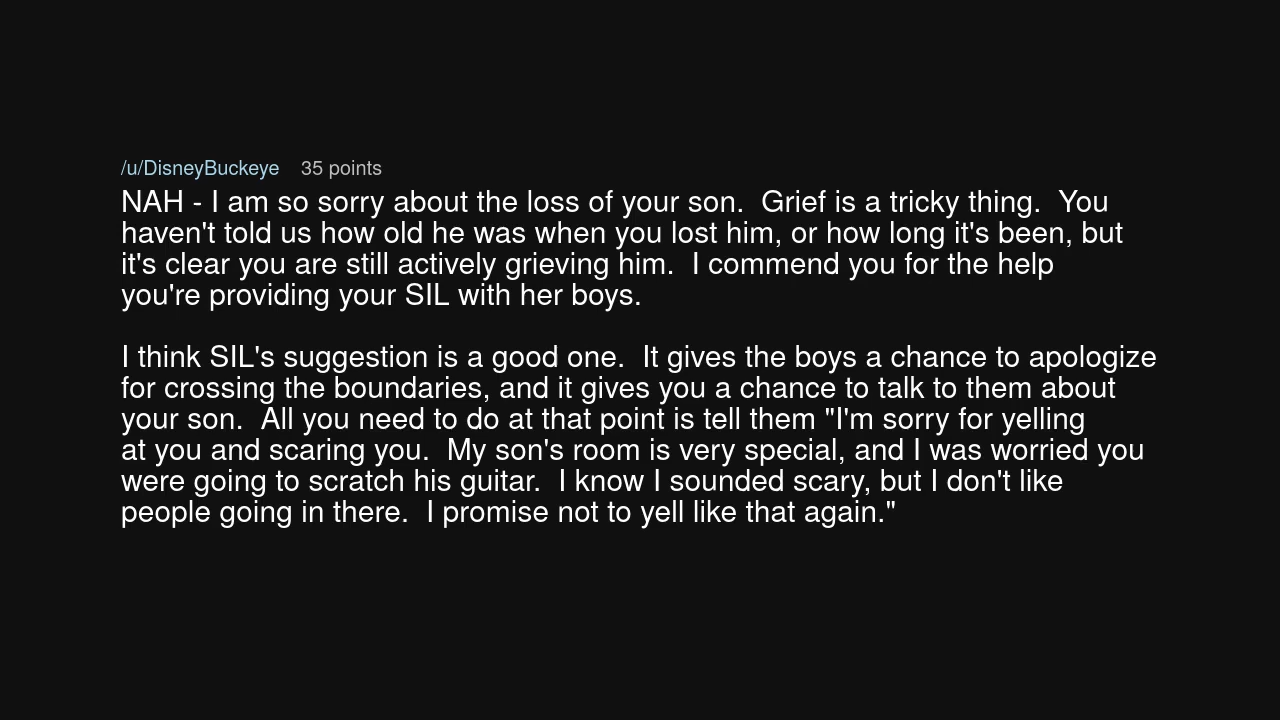 /u/DisneyBuckeye 35 points
NAH - I am so sorry about the loss of your son.  Grief is a tricky thing.  You
haven't told us how old he was when you lost him, or how long it's been, but
it's clear you are still actively grieving him.  I commend you for the help
you're providing your SIL with her boys.
I think SIL's suggestion is a good one.  It gives the boys a chance to apologize
for crossing the boundaries, and it gives you a chance to talk to them about
your son.  All you need to do at that point is tell them "I'm sorry for yelling
at you and scaring you.  My son's room is very special, and I was worried you
were going to scratch his guitar.  I know I sounded scary, but I don't like
people going in there.  I promise not to yell like that again."